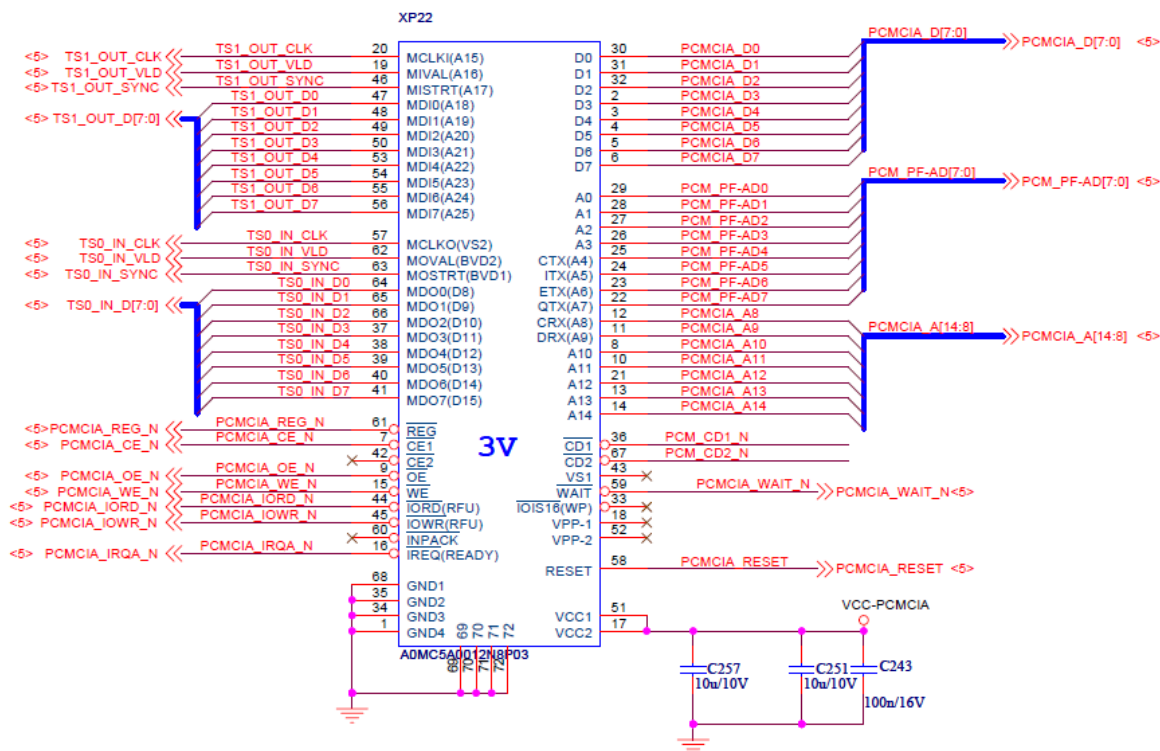 XP22
<5> TS1_OUT_CLK TS1_OUT_CLK 20 MCLKI(A15) D0 30 PCMCIA_D0 PCMCIA_D[7:0] PCMCIA_D[7:0] <5>
<5> TS1_OUT_VLD TS1_OUT_VLD 19 MIVAL(A16) D1 31 PCMCIA_D1
<5> TS1_OUT_SYNC TS1_OUT_SYNC 46 MISTRT(A17) D2 32 PCMCIA_D2
TS1_OUT_D0 47 MDI0(A18) D3 2 PCMCIA_D3
<5> TS1_OUT_D[7:0] TS1_OUT_D1 48 MDI1(A19) D4 3 PCMCIA_D4
TS1_OUT_D2 49 MDI2(A20) D5 4 PCMCIA_D5
TS1_OUT_D3 50 MDI3(A21) D6 5 PCMCIA_D6
TS1_OUT_D4 53 MDI4(A22) D7 6 PCMCIA_D7
TS1_OUT_D5 54 MDI5(A23) PCM_PF-AD[7:0] PCM_PF-AD[7:0] <5>
TS1_OUT_D6 55 MDI6(A24) A0 29 PCM_PF-AD0
TS1_OUT_D7 56 MDI7(A25) A1 28 PCM_PF-AD1
A2 27 PCM_PF-AD2
<5> TS0_IN_CLK TS0_IN_CLK 57 MCLKO(VS2) A3 26 PCM_PF-AD3
<5> TS0_IN_VLD TS0_IN_VLD 62 MOVAL(BVD2) CTX(A4) 25 PCM_PF-AD4
<5> TS0_IN_SYNC TS0_IN_SYNC 63 MOSTRT(BVD1) ITX(A5) 24 PCM_PF-AD5
TS0_IN_D0 64 MDO0(D8) ETX(A6) 23 PCM_PF-AD6
<5> TS0_IN_D[7:0] TS0_IN_D1 65 MDO1(D9) QTX(A7) 22 PCM_PF-AD7
TS0_IN_D2 66 MDO2(D10) CRX(A8) 12 PCMCIA_A8
TS0_IN_D3 37 MDO3(D11) DRX(A9) 11 PCMCIA_A9 PCMCIA_A[14:8] PCMCIA_A[14:8] <5>
TS0_IN_D4 38 MDO4(D12) A10 8 PCMCIA_A10
TS0_IN_D5 39 MDO5(D13) A11 10 PCMCIA_A11
TS0_IN_D6 40 MDO6(D14) A12 21 PCMCIA_A12
TS0_IN_D7 41 MDO7(D15) A13 13 PCMCIA_A13
A14 14 PCMCIA_A14
<5> PCMCIA_REG_N PCMCIA_REG_N 61 REG
<5> PCMCIA_CE_N PCMCIA_CE_N 7 CE1 3V CD1 36 PCM_CD1_N
42 CE2 CD2 67 PCM_CD2_N
<5> PCMCIA_OE_N PCMCIA_OE_N 9 OE VS1 43
<5> PCMCIA_WE_N PCMCIA_WE_N 15 WE WAIT 59 PCMCIA_WAIT_N PCMCIA_WAIT_N <5>
<5> PCMCIA_IORD_N PCMCIA_IORD_N 44 IORD(RFU) IOIS16(WP) 33
<5> PCMCIA_IOWR_N PCMCIA_IOWR_N 45 IOWR(RFU) VPP-1 18
60 INPACK VPP-2 52
<5> PCMCIA_IRQA_N PCMCIA_IRQA_N 16 IREQ(READY)
RESET 58 PCMCIA_RESET PCMCIA_RESET <5>
68 GND1
35 GND2
34 GND3 VCC1 51 VCC-PCMCIA
1 GND4 VCC2 17
69 70 71 72
A0MC5A0012N8P03
69 70 71 72
C257 C251 C243
10u/10V 10u/10V
100n/16V